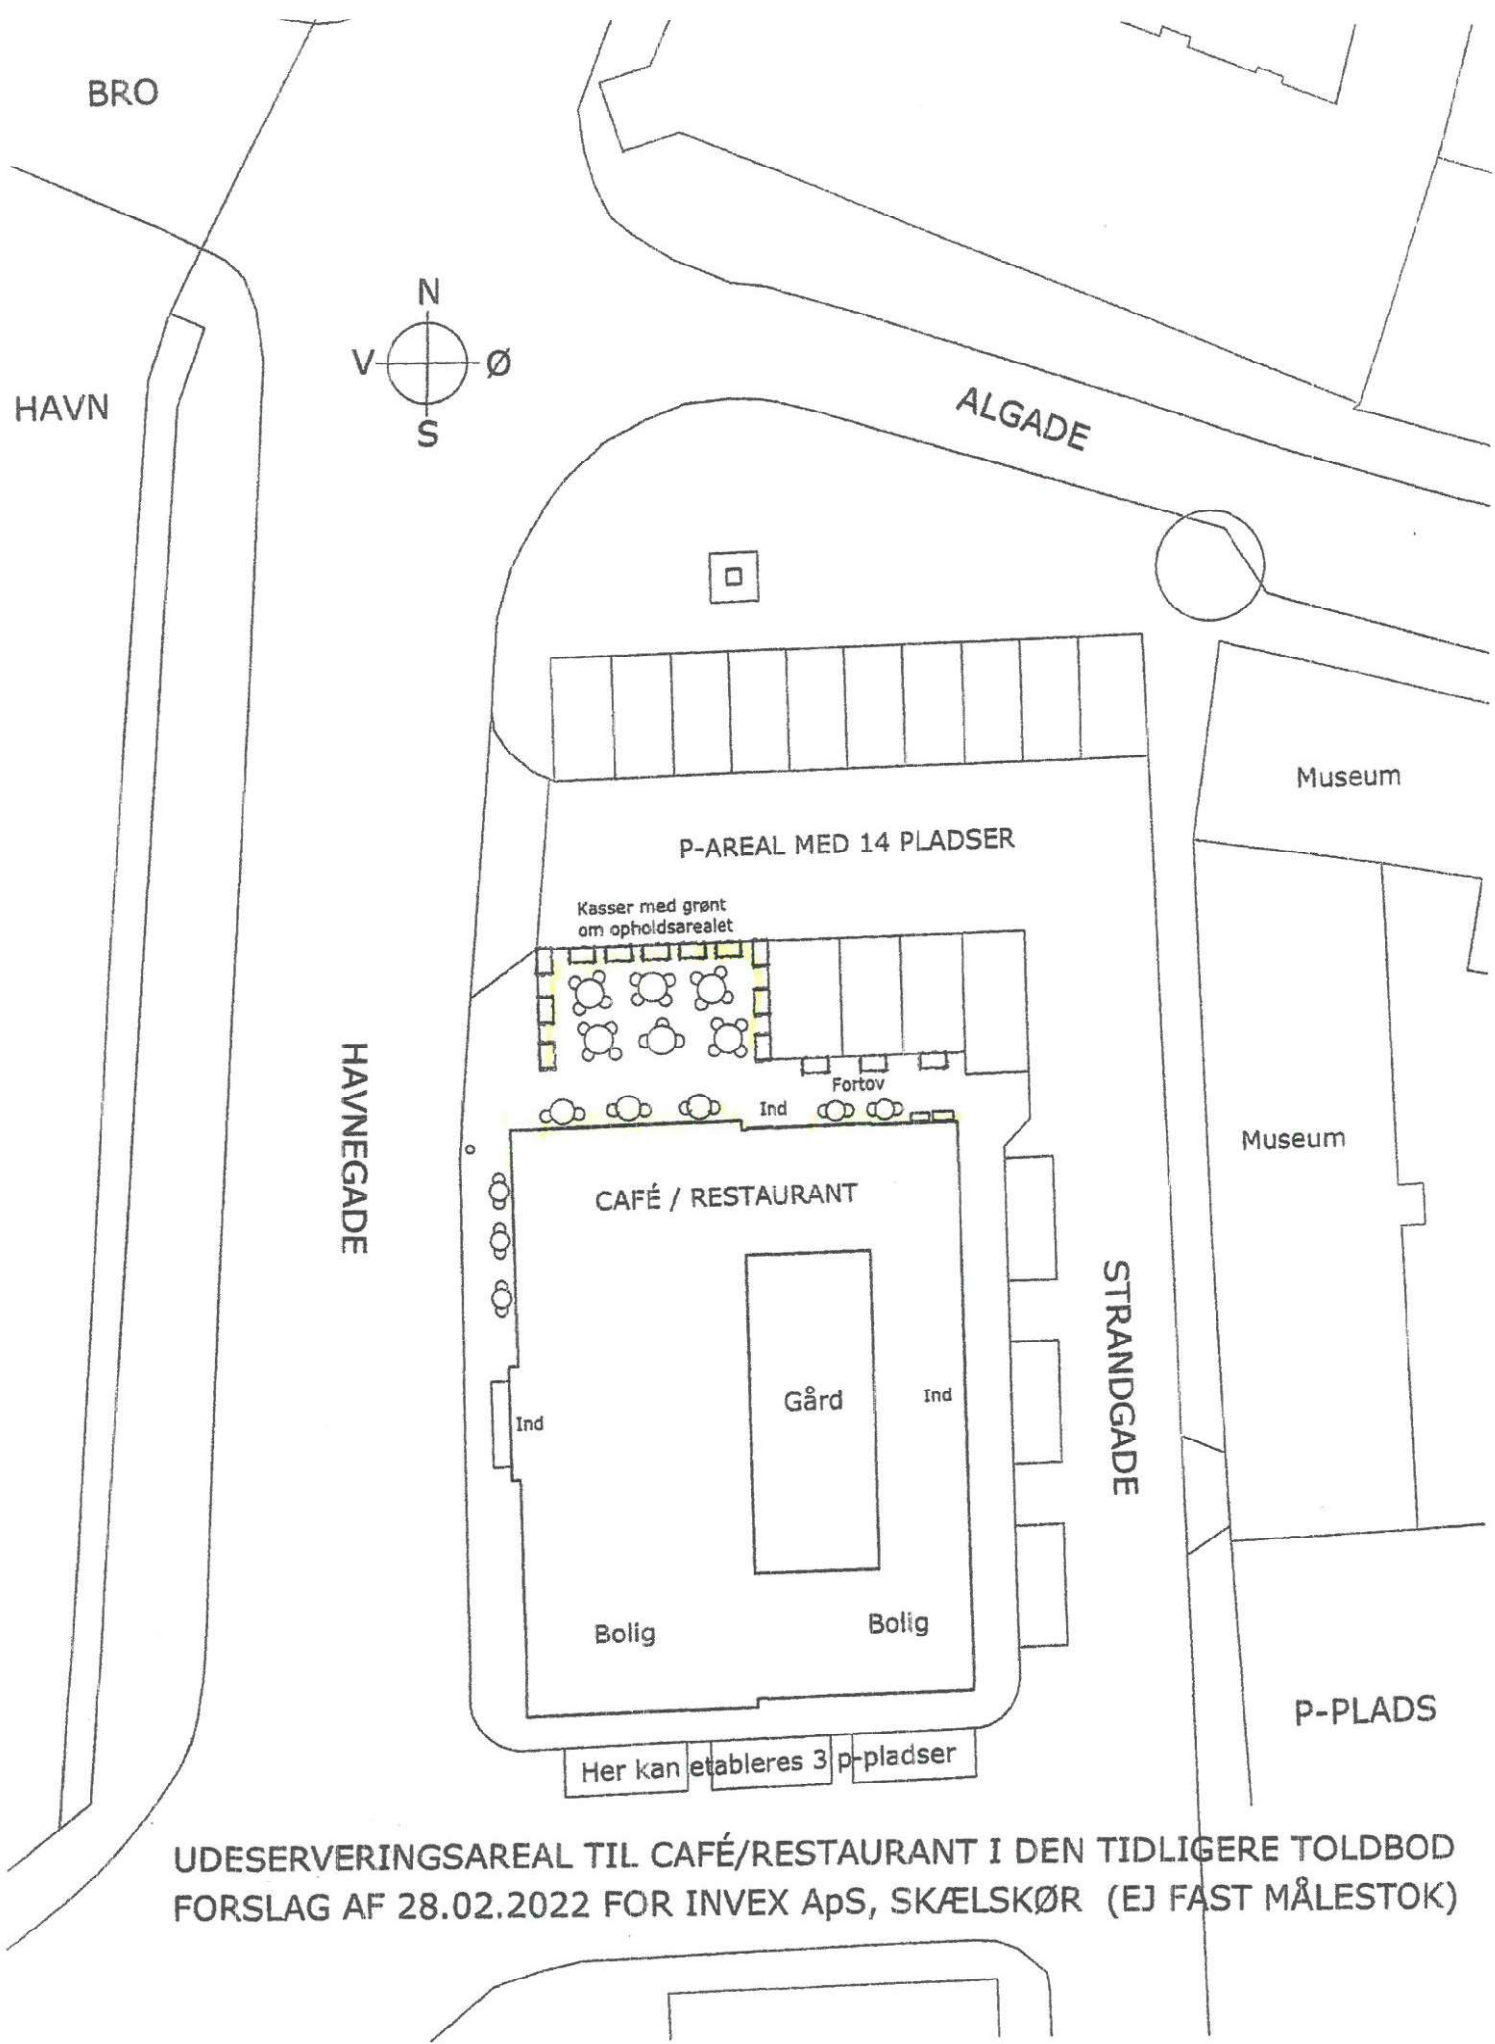 BRO
HAVN
N
V Ø
S
ALGADE
Museum
P-AREAL MED 14 PLADSER
Kasser med grønt
om opholdsarealet
Fortov
Ind
HAVNEGADE
CAFÉ / RESTAURANT
Museum
STRANDGADE
Gård
Ind
Ind
Bolig
Bolig
P-PLADS
Her kan etableres 3 p-pladser
UDESERVERINGSAREAL TIL CAFÉ/RESTAURANT I DEN TIDLIGERE TOLDBOD
FORSLAG AF 28.02.2022 FOR INVEX ApS, SKÆLSKØR (EJ FAST MÅLESTOK)